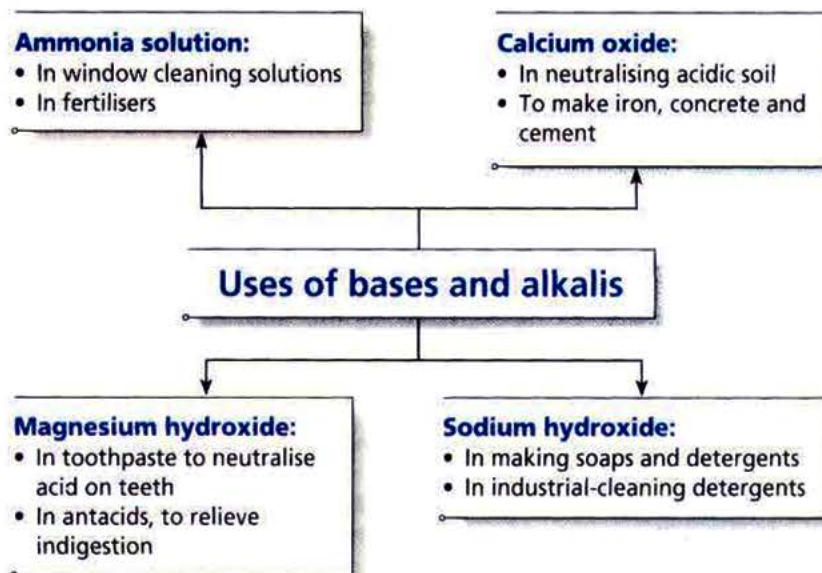 Ammonia solution:
• In window cleaning solutions
• In fertilisers
Calcium oxide:
• In neutralising acidic soil
• To make iron, concrete and
cement
Uses of bases and alkalis
Magnesium hydroxide:
• In toothpaste to neutralise
acid on teeth
• In antacids, to relieve
indigestion
Sodium hydroxide:
• In making soaps and detergents
• In industrial-cleaning detergents